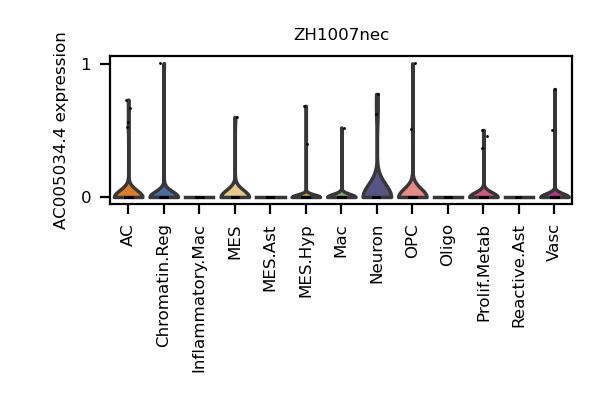 ZH1007nec
AC005034.4 expression
1
0
AC
Chromatin.Reg
Inflammatory.Mac
MES
MES.Ast
MES.Hyp
Mac
Neuron
OPC
Oligo
Prolif.Metab
Reactive.Ast
Vasc